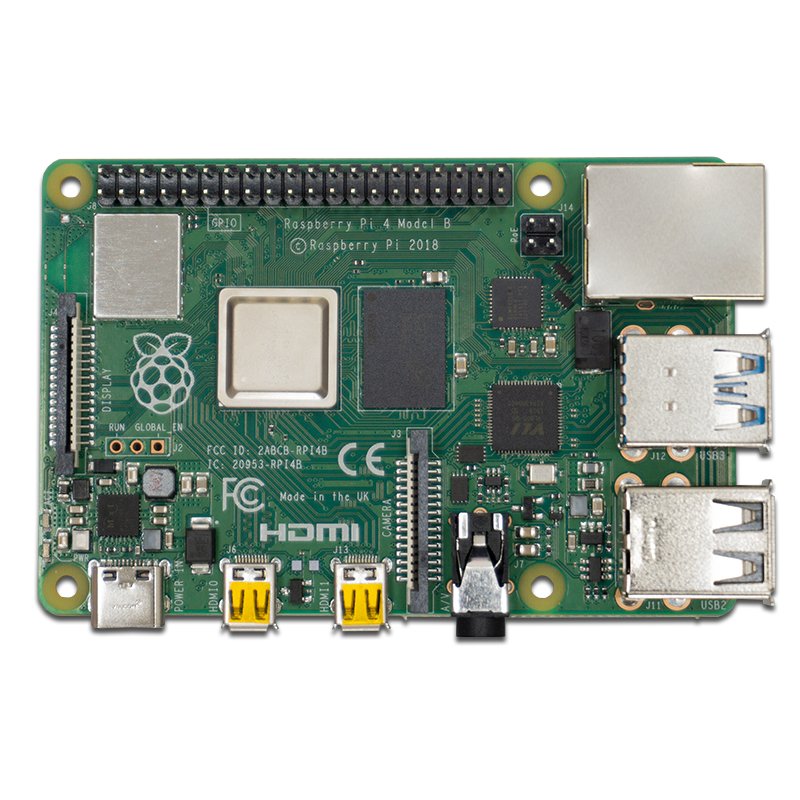 J8
GPIO
Raspberry Pi 4 Model B
© Raspberry Pi 2018
J14
PoE
DISPLAY
RUN
GLOBAL_EN
J2
FCC ID: 2ABCB-RPI4B
IC: 20953-RPI4B
CE
FC
Made in the UK
HDMI
J3
CAMERA
VLI
J12
USB3
PWR
POWER IN
J6
HDMI0
J13
HDMI1
A/V
J7
J11
USB2